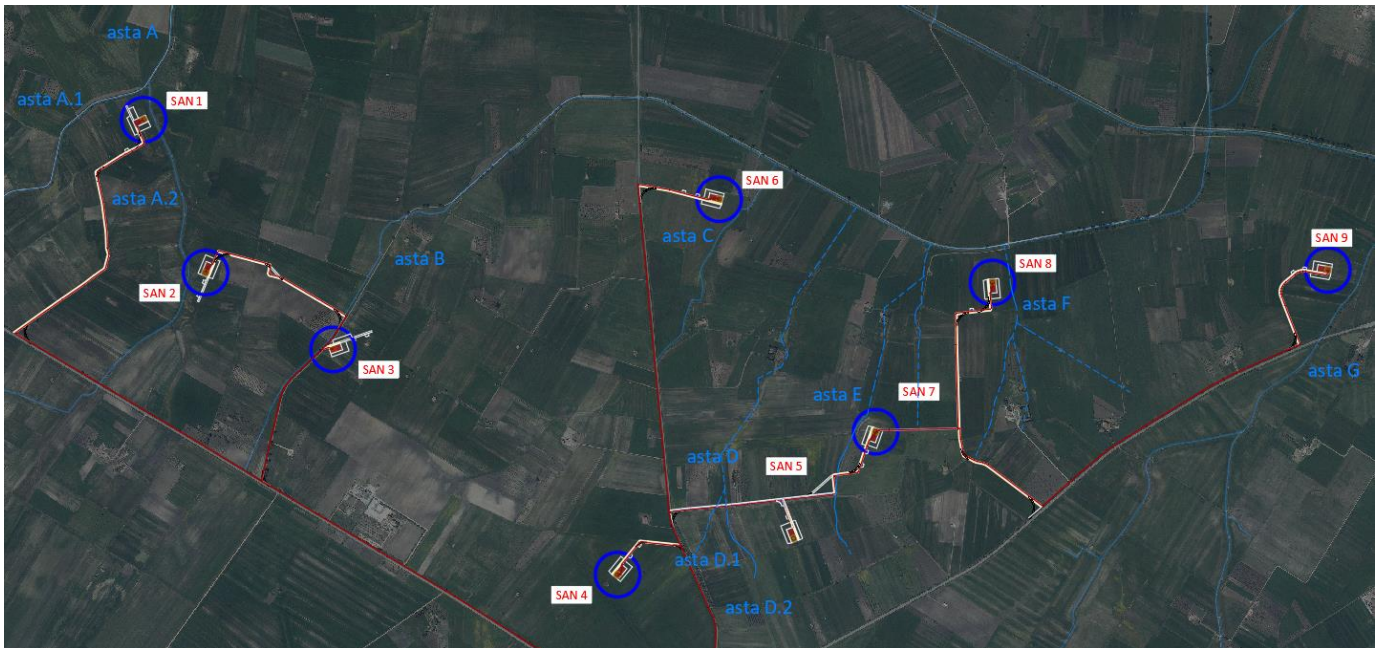 asta A
asta A.1
SAN 1
asta A.2
SAN 6
asta C
asta B
SAN 9
SAN 8
SAN 2
asta F
SAN 3
asta G
asta E
SAN 7
asta D
SAN 5
asta D.1
SAN 4
asta D.2